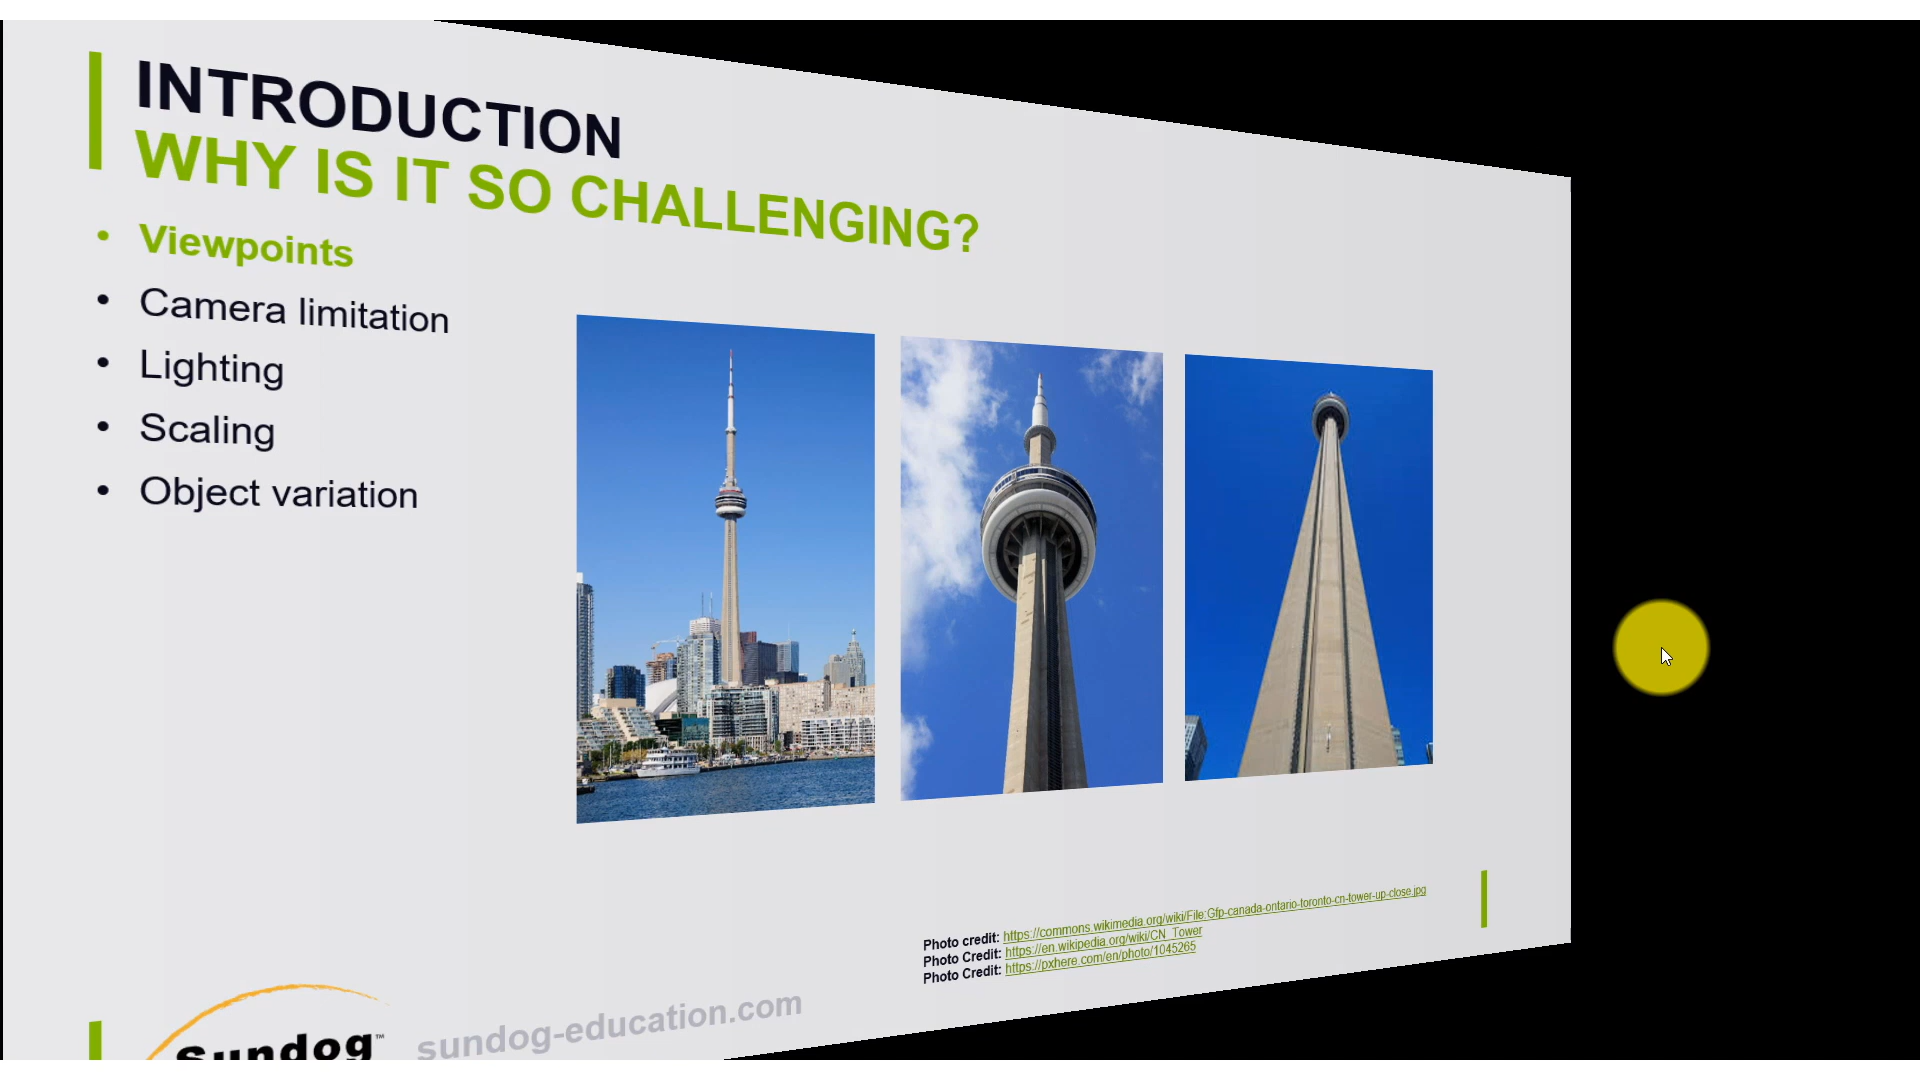 INTRODUCTION
WHY IS IT SO CHALLENGING?
• Viewpoints
• Camera limitation
• Lighting
• Scaling
• Object variation
Photo credit: https://commons.wikimedia.org/wiki/File:Gfp-canada-ontario-toronto-cn-tower-up-close.jpg
Photo Credit: https://en.wikipedia.org/wiki/CN_Tower
Photo Credit: https://pxhere.com/en/photo/1045265
Sundog™
sundog-education.com